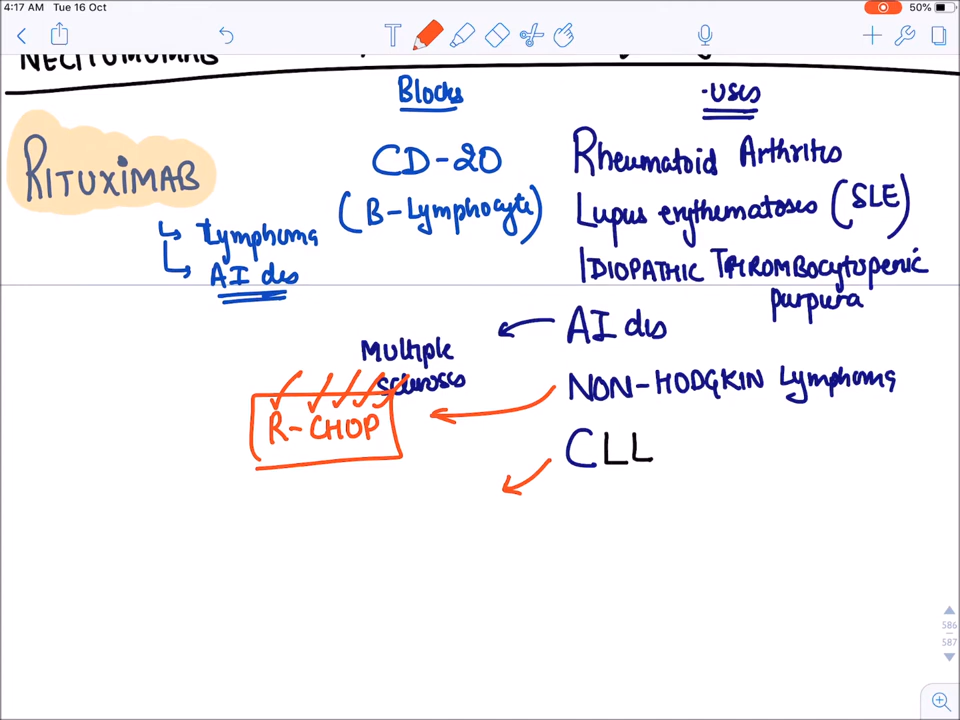 4:17 AM Tue 16 Oct
50%
NECITUMUMAB
Blocks
USES
RITUXIMAB
CD-20
(B-Lymphocyte)
Rheumatoid Arthritis
Lupus erythematoses (SLE)
IDIOPATHIC THROMBOCytopenic
purpura
↳ Lymphoma
↳ AI dis
AI dis
Multiple
sclerosis
NON-HODGKIN Lymphoma
R-CHOP
CLL
586
587